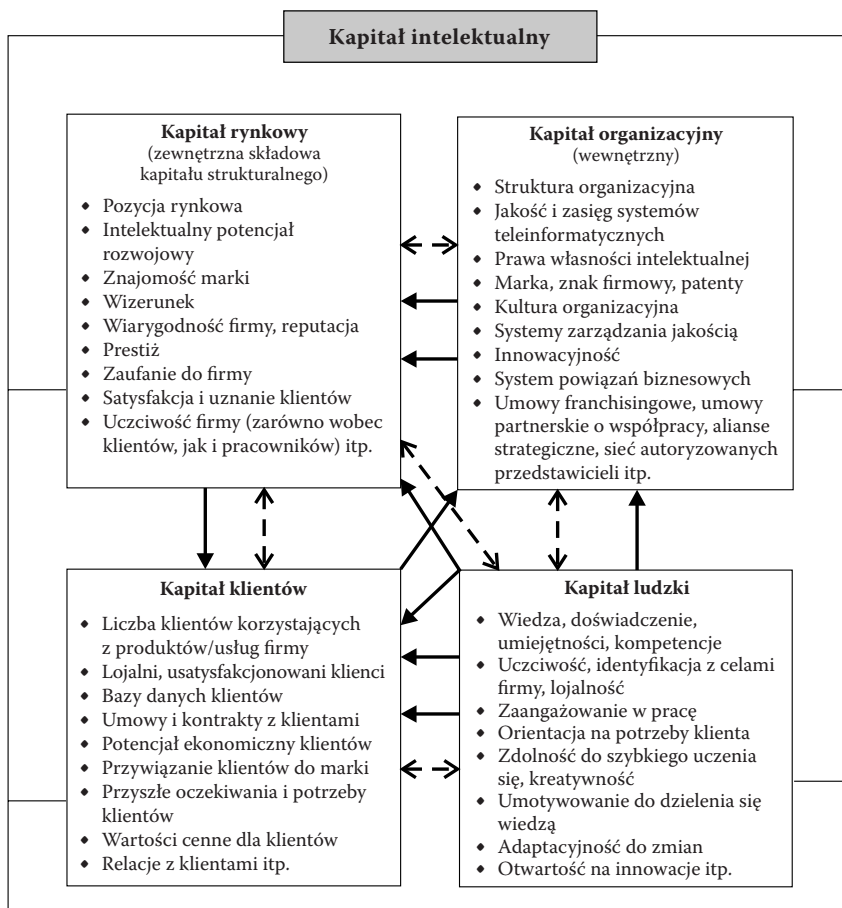 Kapitał intelektualny
Kapitał rynkowy
(zewnętrzna składowa
kapitału strukturalnego)
• Pozycja rynkowa
• Intelektualny potencjał
rozwojowy
• Znajomość marki
• Wizerunek
• Wiarygodność firmy, reputacja
• Prestiż
• Zaufanie do firmy
• Satysfakcja i uznanie klientów
• Uczciwość firmy (zarówno wobec
klientów, jak i pracowników) itp.
Kapitał organizacyjny
(wewnętrzny)
• Struktura organizacyjna
• Jakość i zasięg systemów
teleinformatycznych
• Prawa własności intelektualnej
• Marka, znak firmowy, patenty
• Kultura organizacyjna
• Systemy zarządzania jakością
• Innowacyjność
• System powiązań biznesowych
• Umowy franchisingowe, umowy
partnerskie o współpracy, alianse
strategiczne, sieć autoryzowanych
przedstawicieli itp.
Kapitał klientów
• Liczba klientów korzystających
z produktów/usług firmy
• Lojalni, usatysfakcjonowani klienci
• Bazy danych klientów
• Umowy i kontrakty z klientami
• Potencjał ekonomiczny klientów
• Przywiązanie klientów do marki
• Przyszłe oczekiwania i potrzeby
klientów
• Wartości cenne dla klientów
• Relacje z klientami itp.
Kapitał ludzki
• Wiedza, doświadczenie,
umiejętności, kompetencje
• Uczciwość, identyfikacja z celami
firmy, lojalność
• Zaangażowanie w pracę
• Orientacja na potrzeby klienta
• Zdolność do szybkiego uczenia
się, kreatywność
• Umotywowanie do dzielenia się
wiedzą
• Adaptacyjność do zmian
• Otwartość na innowacje itp.